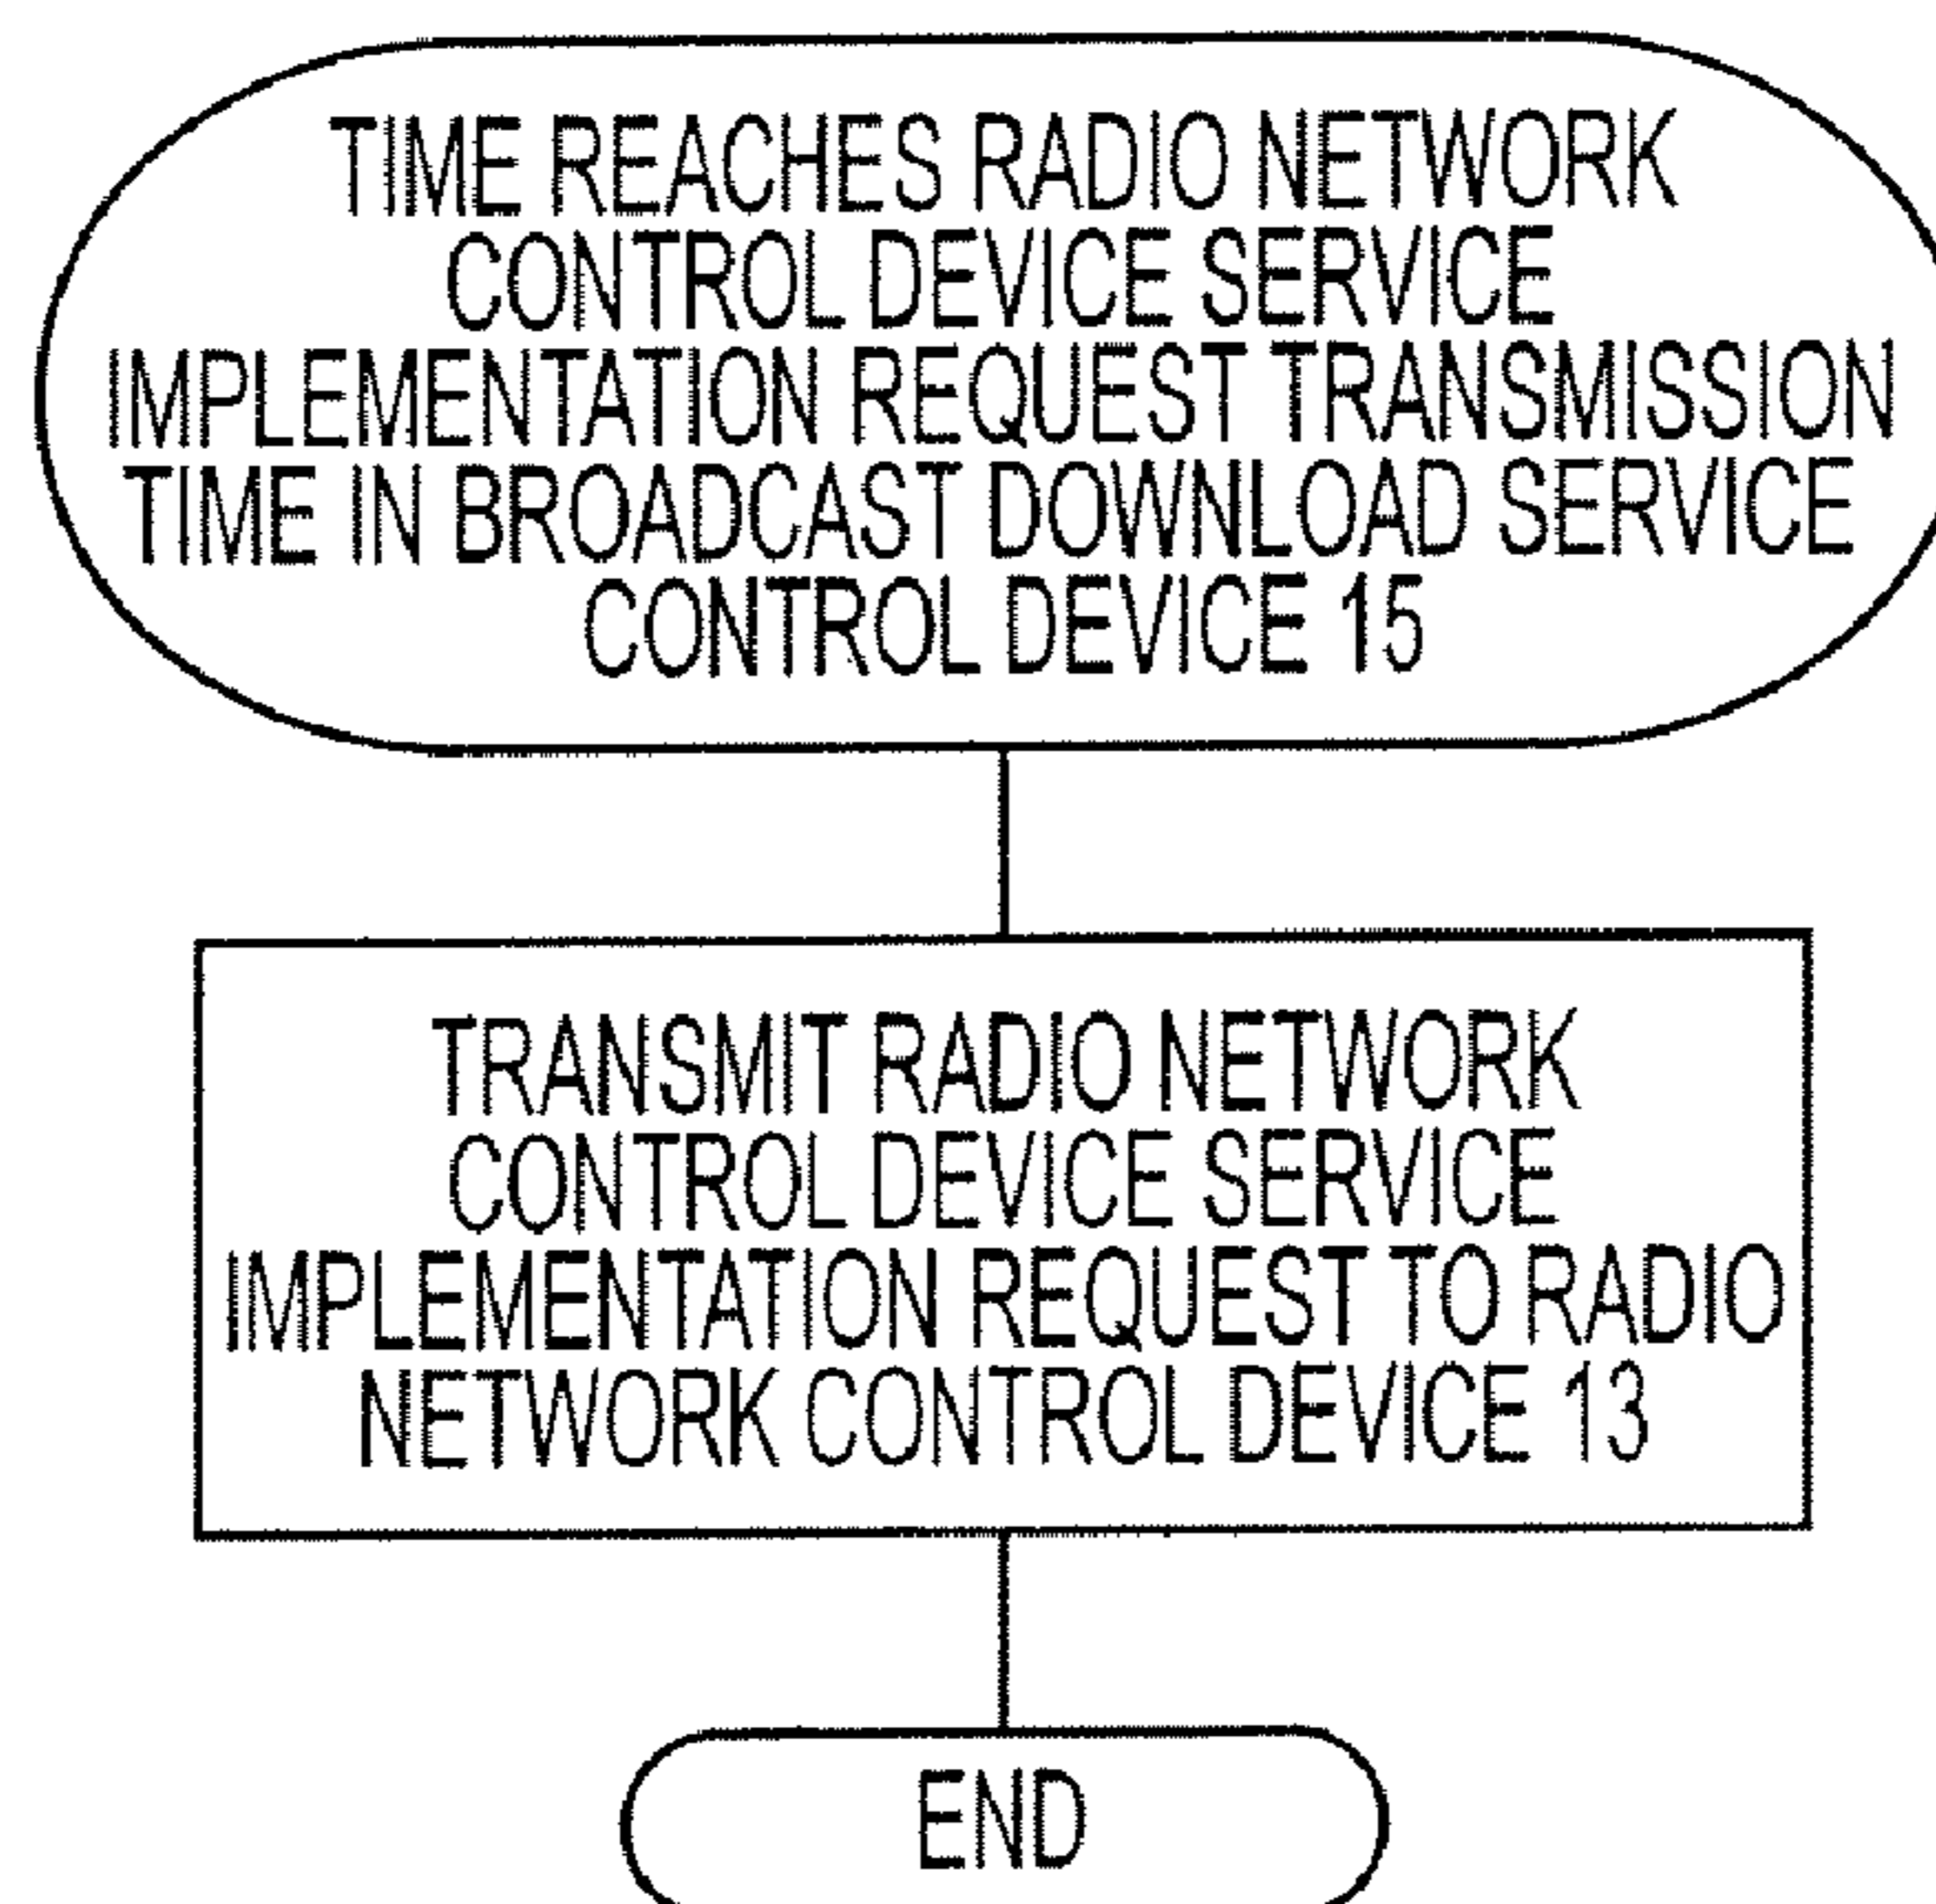 TIME REACHES RADIO NETWORK
CONTROL DEVICE SERVICE
IMPLEMENTATION REQUEST TRANSMISSION
TIME IN BROADCAST DOWNLOAD SERVICE
CONTROL DEVICE 15
TRANSMIT RADIO NETWORK
CONTROL DEVICE SERVICE
IMPLEMENTATION REQUEST TO RADIO
NETWORK CONTROL DEVICE 13
END